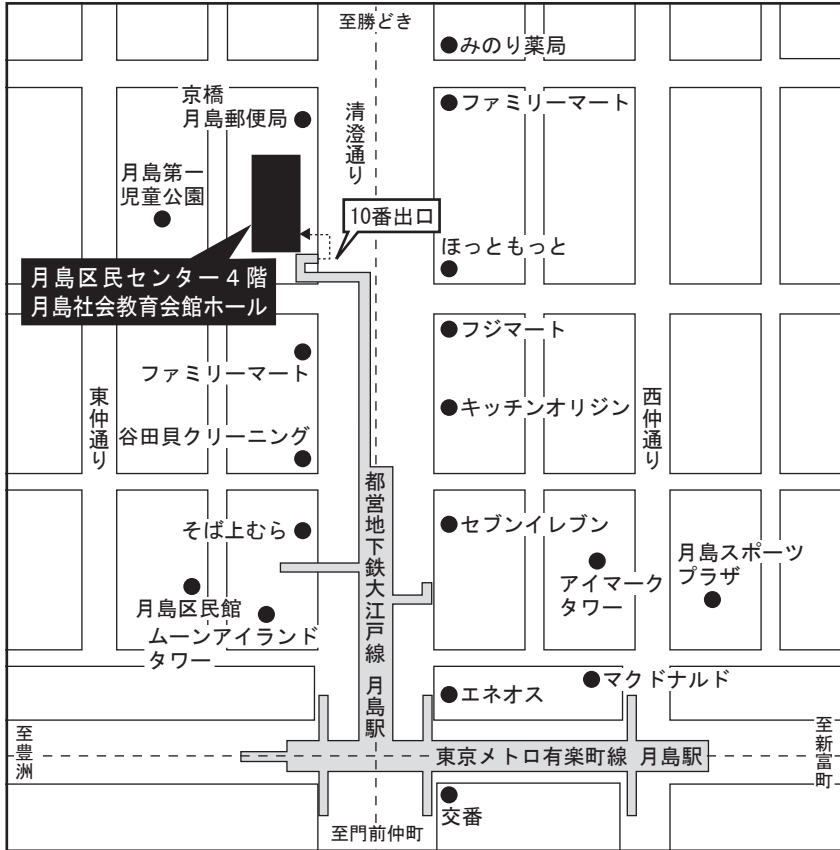 至勝どき
みのり薬局
京橋
月島郵便局
清澄通り
ファミリーマート
月島第一
児童公園
10番出口
ほっともっと
月島区民センター4階
月島社会教育会館ホール
フジマート
ファミリーマート
東仲通り
キッチンオリジン
西仲通り
谷田貝クリーニング
都営地下鉄大江戸線 月島駅
そば上むら
セブンイレブン
月島スポーツ
プラザ
アイマーク
タワー
月島区民館
ムーンアイランド
タワー
マクドナルド
エネオス
至豊洲
東京メトロ有楽町線 月島駅
至新富町
交番
至門前仲町